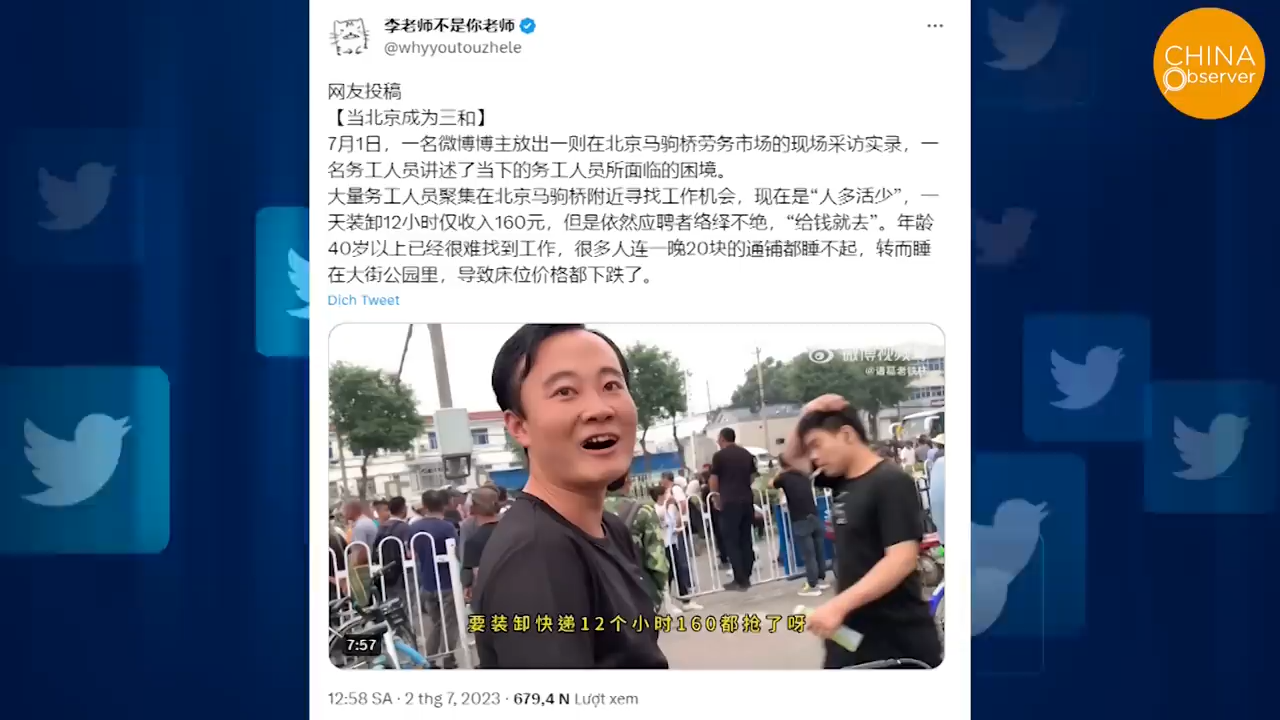 李老师不是你老师
@whyyoutouzhele
CHINA
Observer
网友投稿
【当北京成为三和】
7月1日，一名微博博主放出一则在北京马驹桥劳务市场的现场采访实录，一
名务工人员讲述了当下的务工人员所面临的困境。
大量务工人员聚集在北京马驹桥附近寻找工作机会，现在是“人多活少”，一
天装卸12小时仅收入160元，但是依然应聘者络绎不绝，“给钱就去”。年龄
40岁以上已经很难找到工作，很多人连一晚20块的通铺都睡不起，转而睡
在大街公园里，导致床位价格都下跌了。
Dịch Tweet
微博视频号
要装卸快递12个小时160都抢了呀
7:57
12:58 SA · 2 thg 7, 2023 · 679,4 N Lượt xem